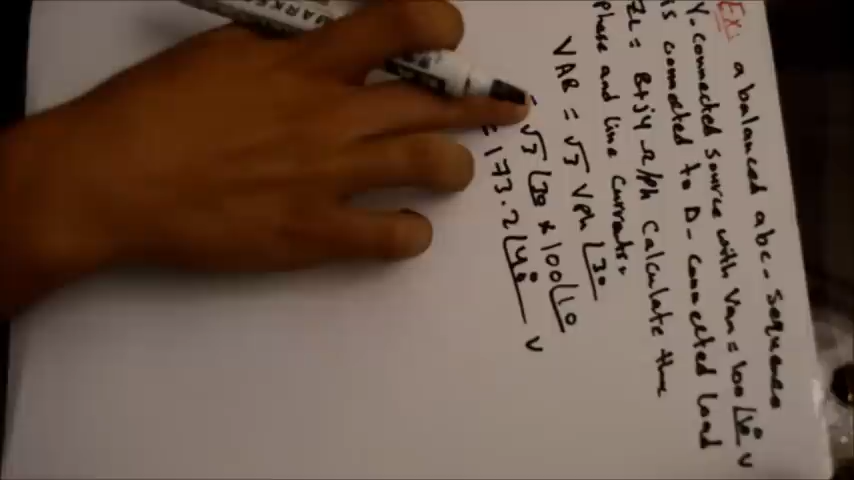 Ex: a balanced abc-sequence
Y-connected source with Van = 100∠10° V
is connected to D-connected load
ZL = 8+j4 Ω/ph Calculate the
phase and line currents.
VAB = √3 Vph ∠30
= √3 ∠30 * 100∠10
= 173.2∠40° V
MARKER